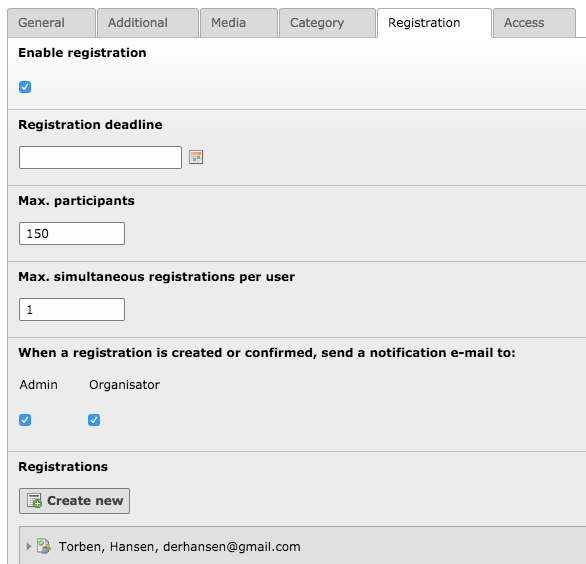 General Additional Media Category Registration Access
Enable registration
Registration deadline
Max. participants
150
Max. simultaneous registrations per user
1
When a registration is created or confirmed, send a notification e-mail to:
Admin Organisator
Registrations
Create new
Torben, Hansen, derhansen@gmail.com